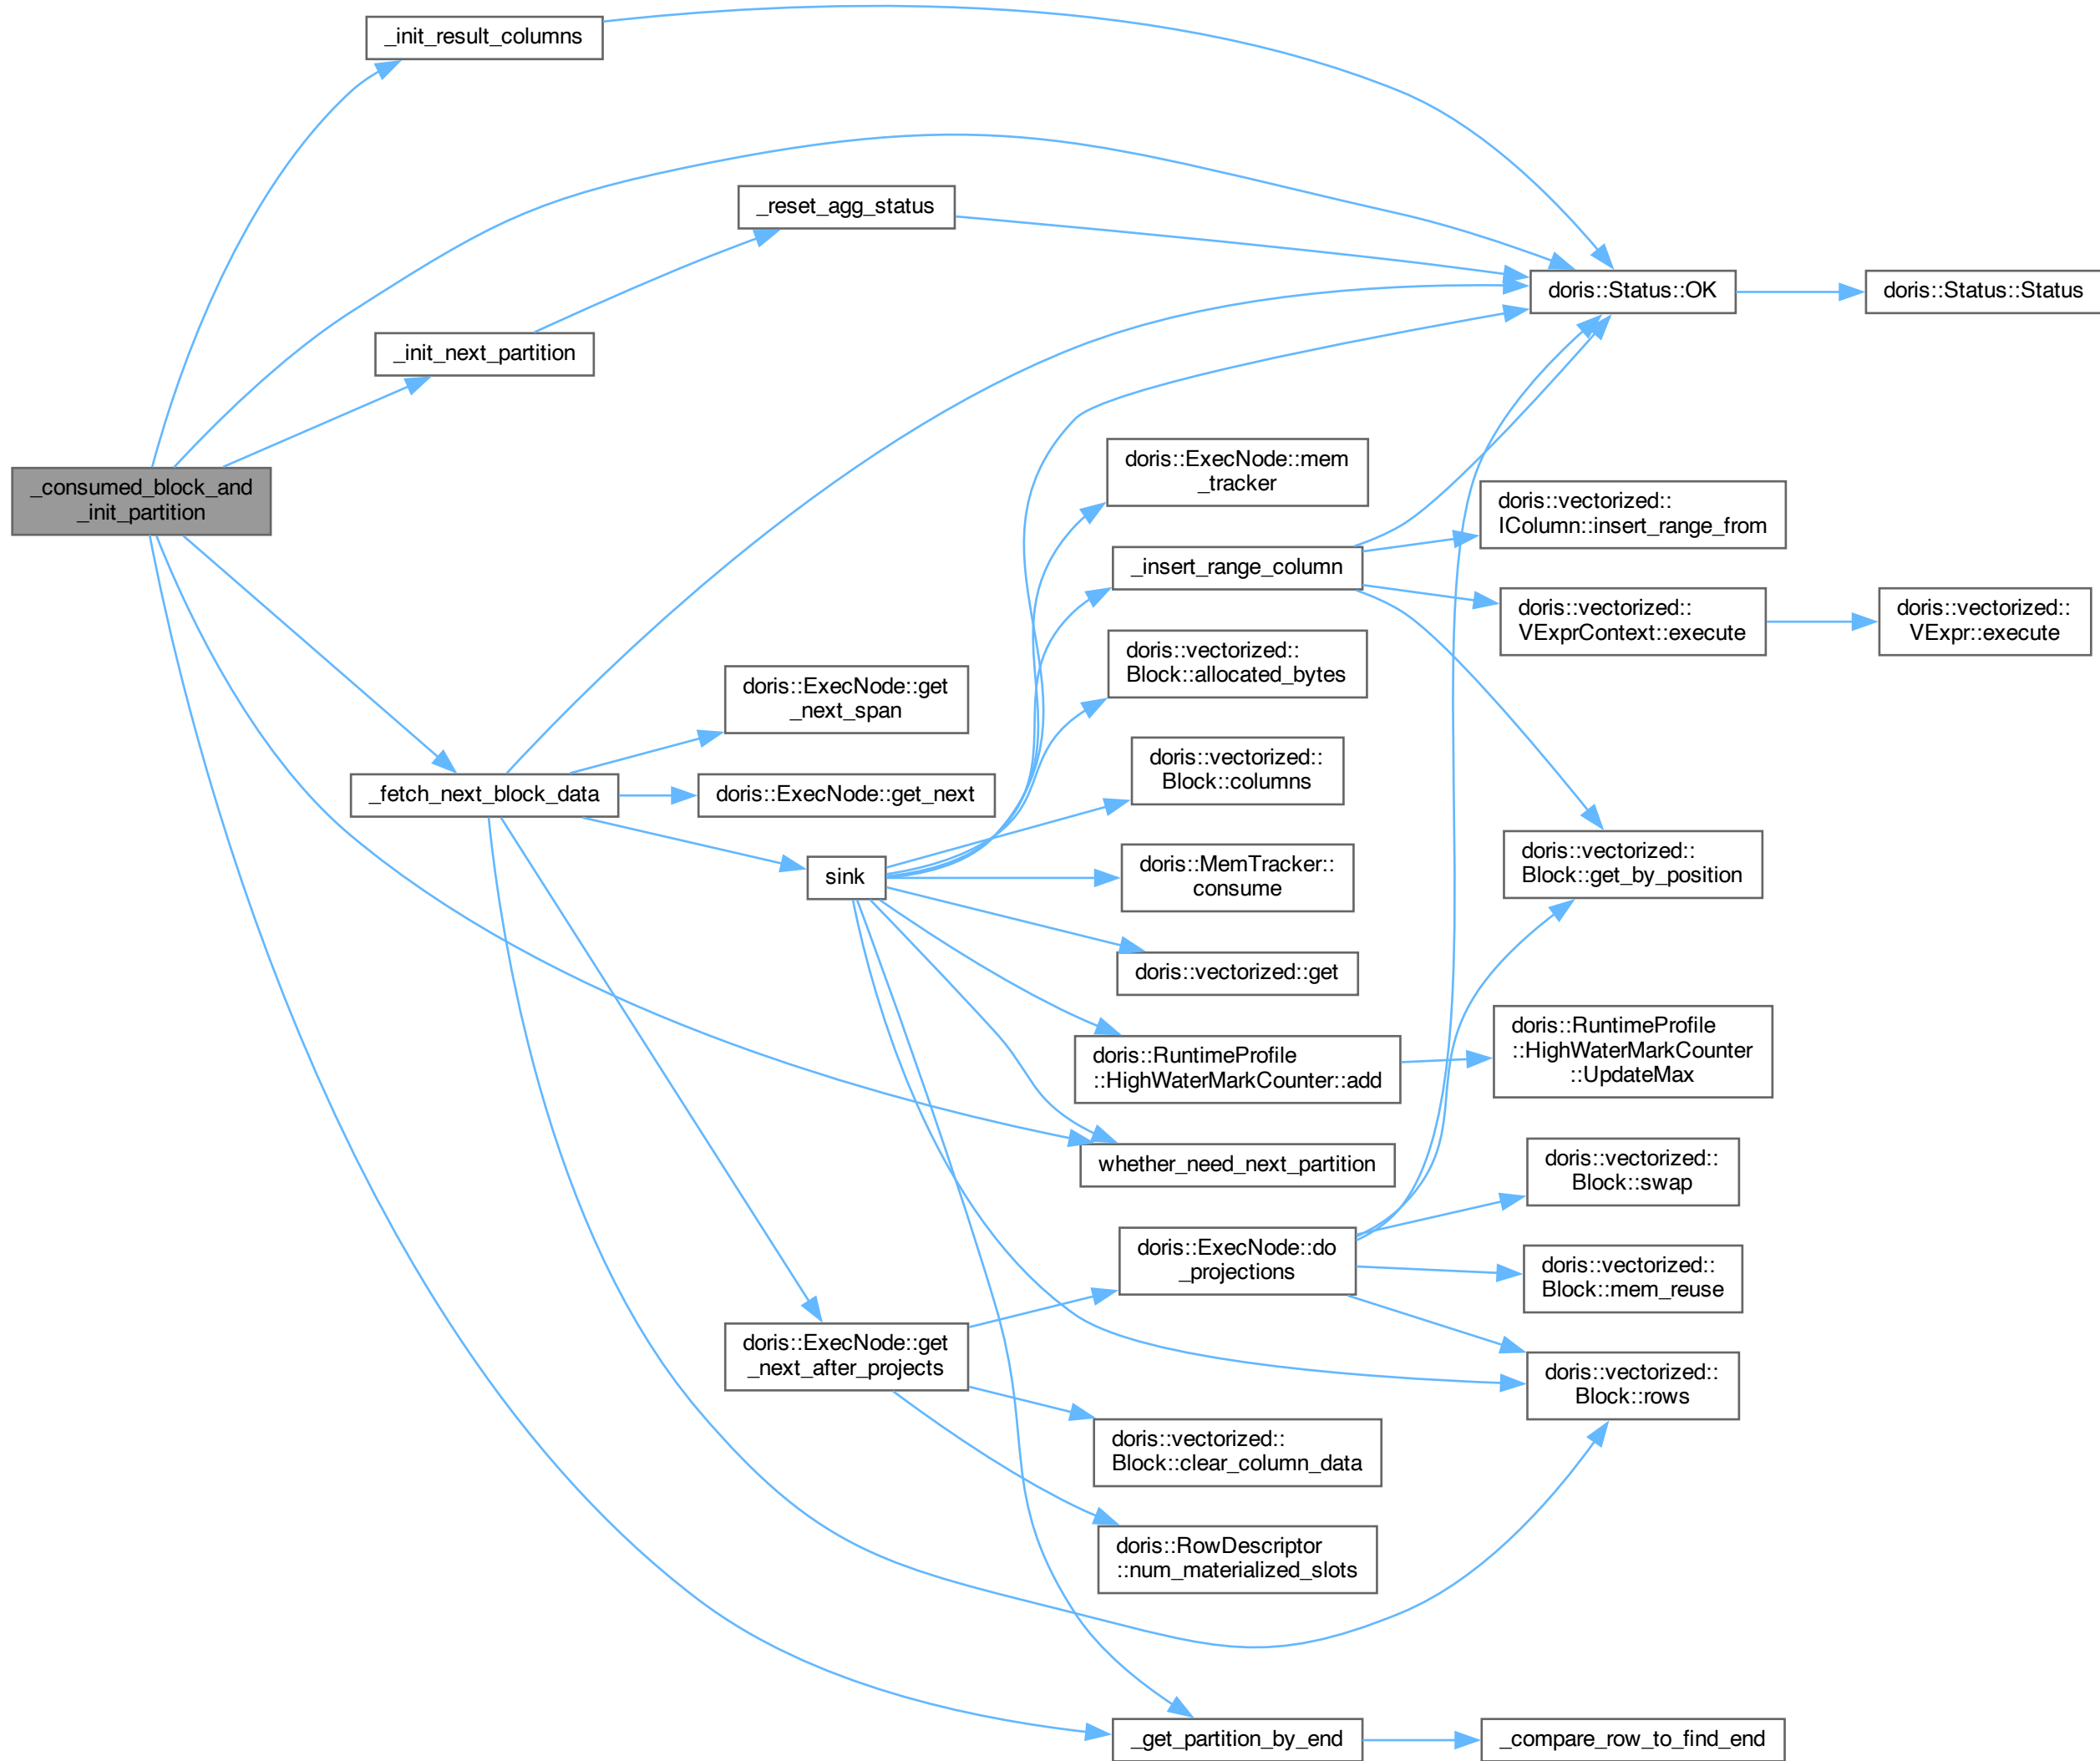 _init_result_columns
_reset_agg_status
doris::Status::OK
doris::Status::Status
_init_next_partition
_consumed_block_and
_init_partition
doris::ExecNode::mem
_tracker
doris::vectorized::
IColumn::insert_range_from
_insert_range_column
doris::vectorized::
VExprContext::execute
doris::vectorized::
VExpr::execute
doris::vectorized::
Block::allocated_bytes
doris::ExecNode::get
_next_span
doris::vectorized::
Block::columns
_fetch_next_block_data
doris::ExecNode::get_next
doris::vectorized::
Block::get_by_position
sink
doris::MemTracker::
consume
doris::vectorized::get
doris::RuntimeProfile
::HighWaterMarkCounter::add
doris::RuntimeProfile
::HighWaterMarkCounter
::UpdateMax
whether_need_next_partition
doris::vectorized::
Block::swap
doris::ExecNode::do
_projections
doris::vectorized::
Block::mem_reuse
doris::ExecNode::get
_next_after_projects
doris::vectorized::
Block::rows
doris::vectorized::
Block::clear_column_data
doris::RowDescriptor
::num_materialized_slots
_get_partition_by_end
_compare_row_to_find_end